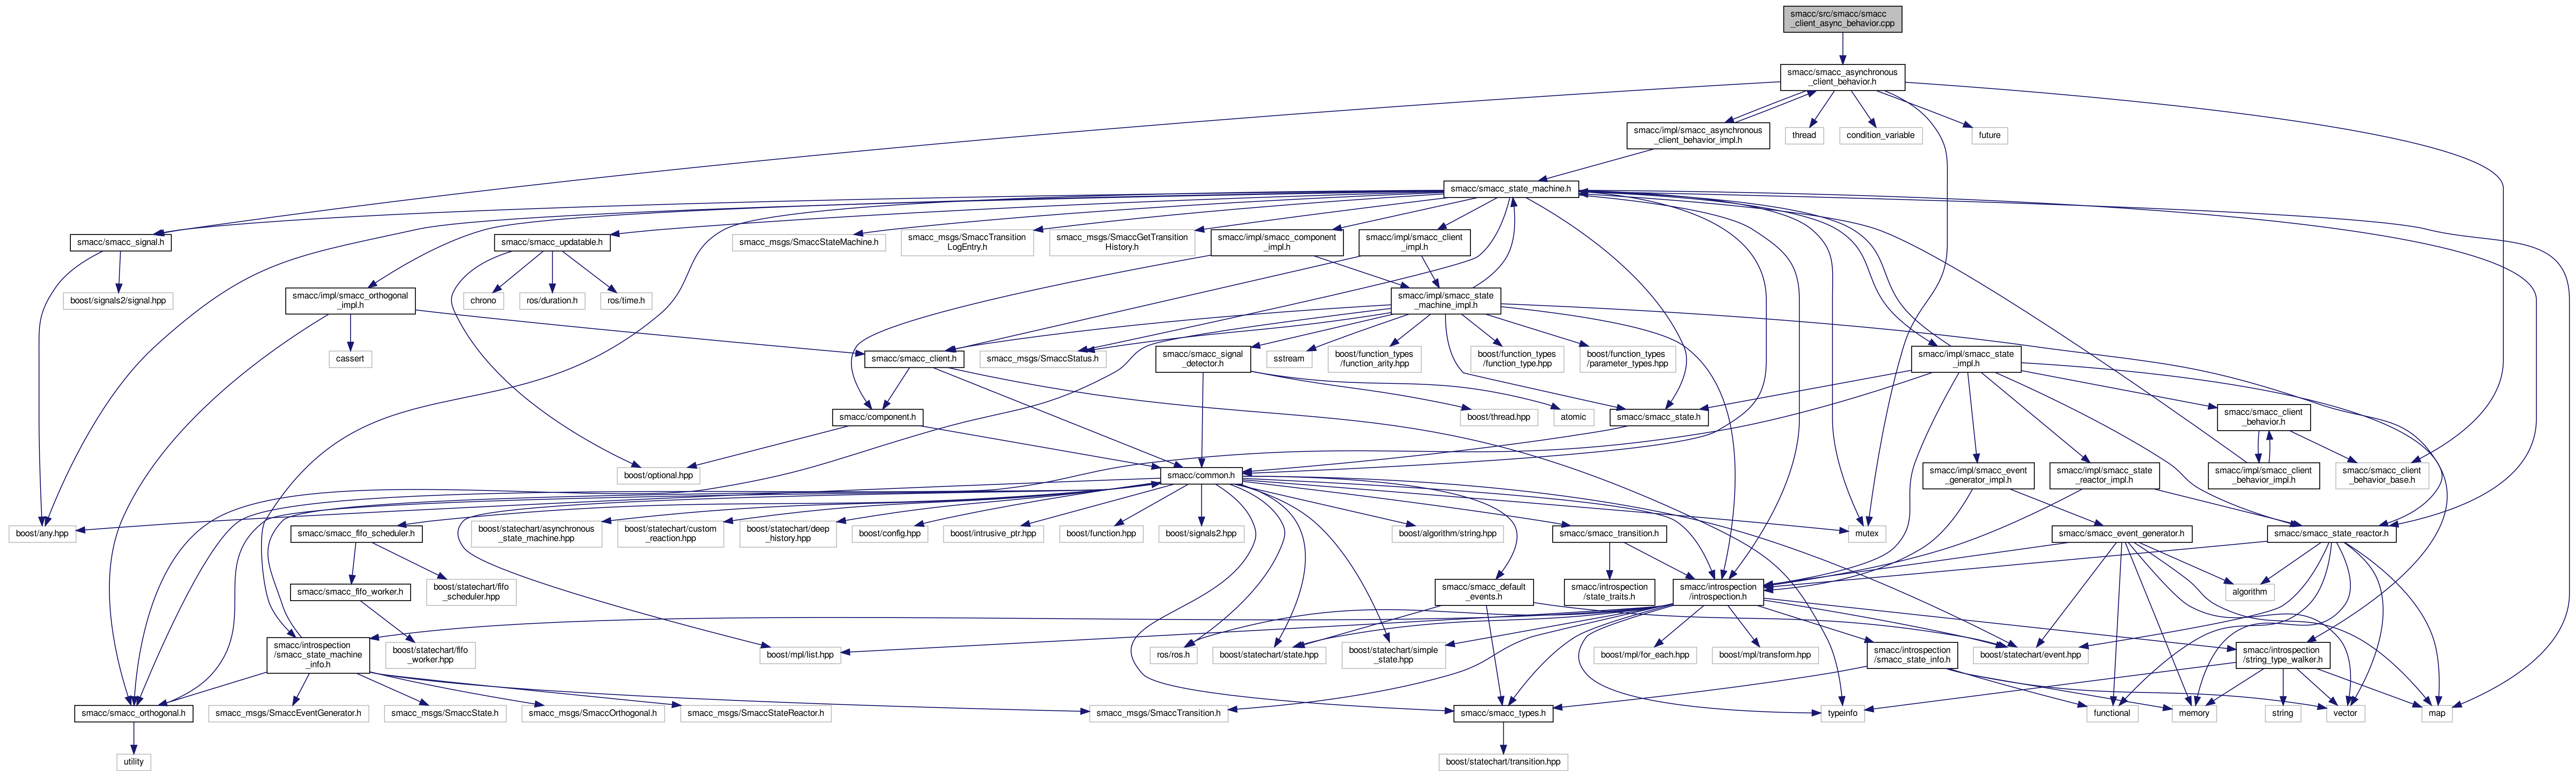 smacc/src/smacc/smacc
_client_async_behavior.cpp
smacc/smacc_asynchronous
_client_behavior.h
smacc/impl/smacc_asynchronous
_client_behavior_impl.h
thread
condition_variable
future
smacc/smacc_state_machine.h
smacc/smacc_signal.h
smacc/smacc_updatable.h
smacc_msgs/SmaccStateMachine.h
smacc_msgs/SmaccTransition
LogEntry.h
smacc_msgs/SmaccGetTransition
History.h
smacc/impl/smacc_component
_impl.h
smacc/impl/smacc_client
_impl.h
boost/signals2/signal.hpp
smacc/impl/smacc_orthogonal
_impl.h
chrono
ros/duration.h
ros/time.h
smacc/impl/smacc_state
_machine_impl.h
cassert
smacc/smacc_client.h
smacc_msgs/SmaccStatus.h
smacc/smacc_signal
_detector.h
sstream
boost/function_types
/function_arity.hpp
boost/function_types
/function_type.hpp
boost/function_types
/parameter_types.hpp
smacc/impl/smacc_state
_impl.h
smacc/component.h
boost/thread.hpp
atomic
smacc/smacc_state.h
smacc/smacc_client
_behavior.h
boost/optional.hpp
smacc/common.h
smacc/impl/smacc_event
_generator_impl.h
smacc/impl/smacc_state
_reactor_impl.h
smacc/impl/smacc_client
_behavior_impl.h
smacc/smacc_client
_behavior_base.h
boost/any.hpp
smacc/smacc_fifo_scheduler.h
boost/statechart/asynchronous
_state_machine.hpp
boost/statechart/custom
_reaction.hpp
boost/statechart/deep
_history.hpp
boost/config.hpp
boost/intrusive_ptr.hpp
boost/function.hpp
boost/signals2.hpp
boost/algorithm/string.hpp
smacc/smacc_transition.h
mutex
smacc/smacc_event_generator.h
smacc/smacc_state_reactor.h
smacc/smacc_fifo_worker.h
boost/statechart/fifo
_scheduler.hpp
smacc/smacc_default
_events.h
smacc/introspection
/state_traits.h
smacc/introspection
/introspection.h
algorithm
smacc/introspection
/smacc_state_machine
_info.h
boost/statechart/fifo
_worker.hpp
boost/mpl/list.hpp
ros/ros.h
boost/statechart/state.hpp
boost/statechart/simple
_state.hpp
boost/mpl/for_each.hpp
boost/mpl/transform.hpp
smacc/introspection
/smacc_state_info.h
boost/statechart/event.hpp
smacc/introspection
/string_type_walker.h
smacc/smacc_orthogonal.h
smacc_msgs/SmaccEventGenerator.h
smacc_msgs/SmaccState.h
smacc_msgs/SmaccOrthogonal.h
smacc_msgs/SmaccStateReactor.h
smacc_msgs/SmaccTransition.h
smacc/smacc_types.h
typeinfo
functional
memory
string
vector
map
utility
boost/statechart/transition.hpp